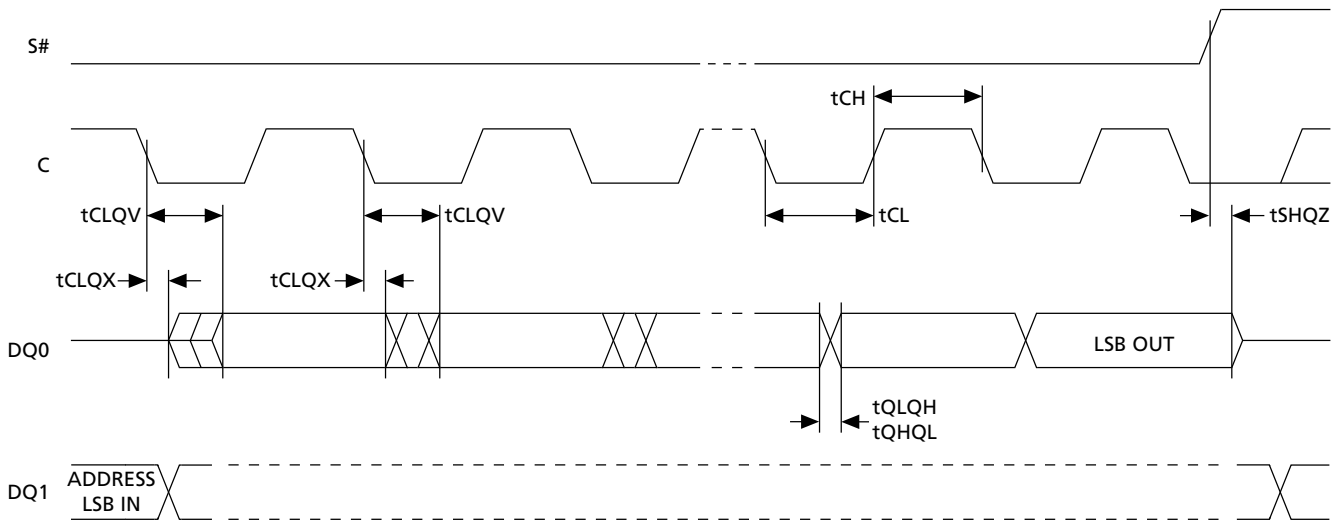 S#
tCH
C
tCLQV
tCLQV
tCL
tSHQZ
tCLQX
tCLQX
DQ0
LSB OUT
tQLQH
tQHQL
DQ1
ADDRESS
LSB IN